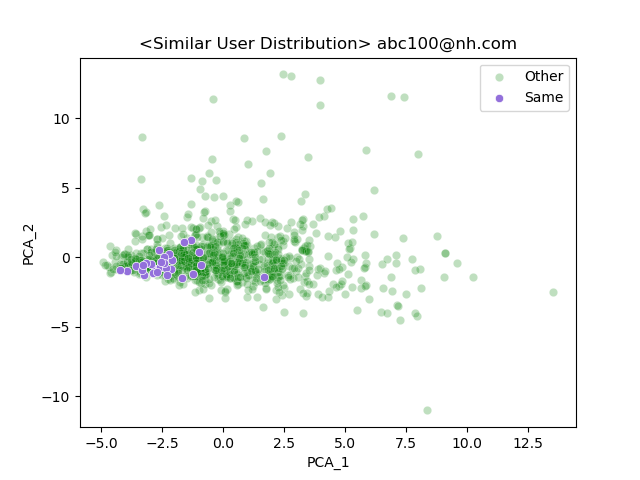 <Similar User Distribution> abc100@nh.com
Other
Same
10
5
0
−5
−10
PCA_2
−5.0 −2.5 0.0 2.5 5.0 7.5 10.0 12.5
PCA_1